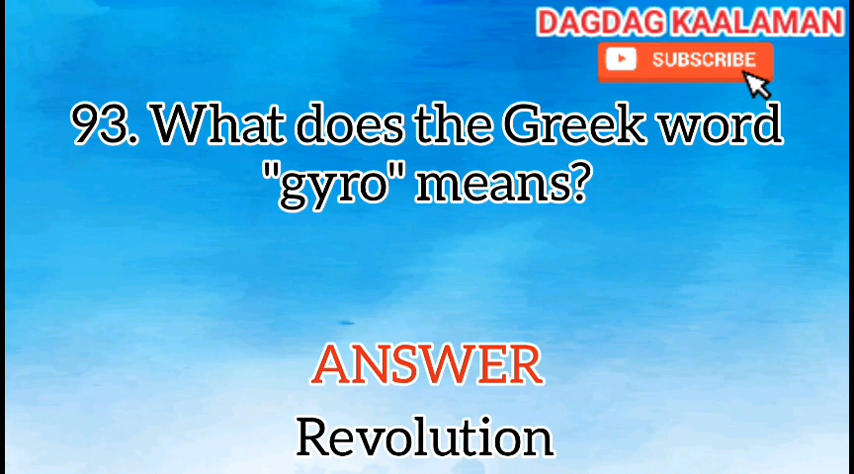 DAGDAG KAALAMAN
SUBSCRIBE
93. What does the Greek word
"gyro" means?
ANSWER
Revolution